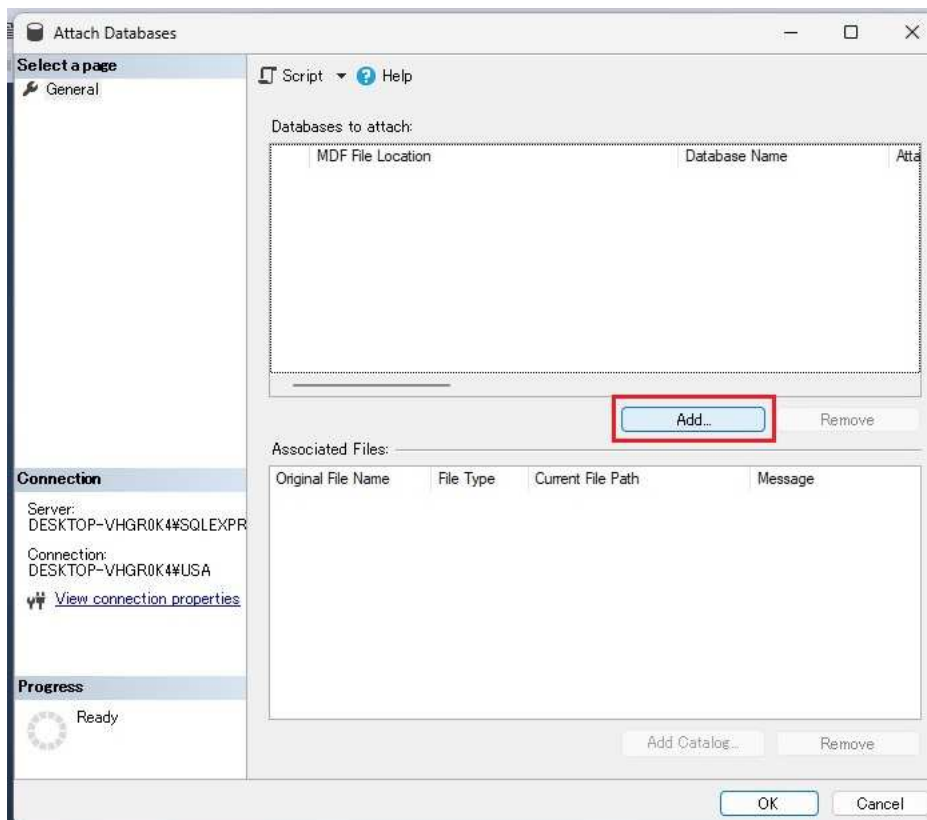 Attach Databases
Select a page
General
Script
Help
Databases to attach:
MDF File Location
Database Name
Atta
Add...
Remove
Associated Files:
Original File Name
File Type
Current File Path
Message
Connection
Server:
DESKTOP-VHGR0K4¥SQLEXPR
Connection:
DESKTOP-VHGR0K4¥USA
View connection properties
Progress
Ready
Add Catalog...
Remove
OK
Cancel